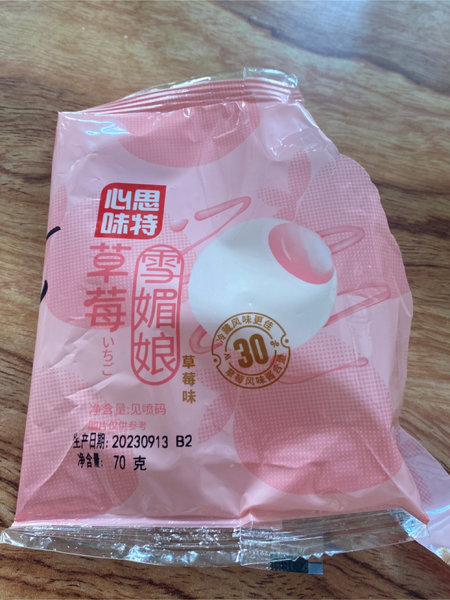 心思
味特
草莓
いちご
雪媚娘
草莓味
冷藏风味更佳
30
草莓风味夹心
净含量:见喷码
图片仅供参考
生产日期: 20230913 B2
净含量: 70 克